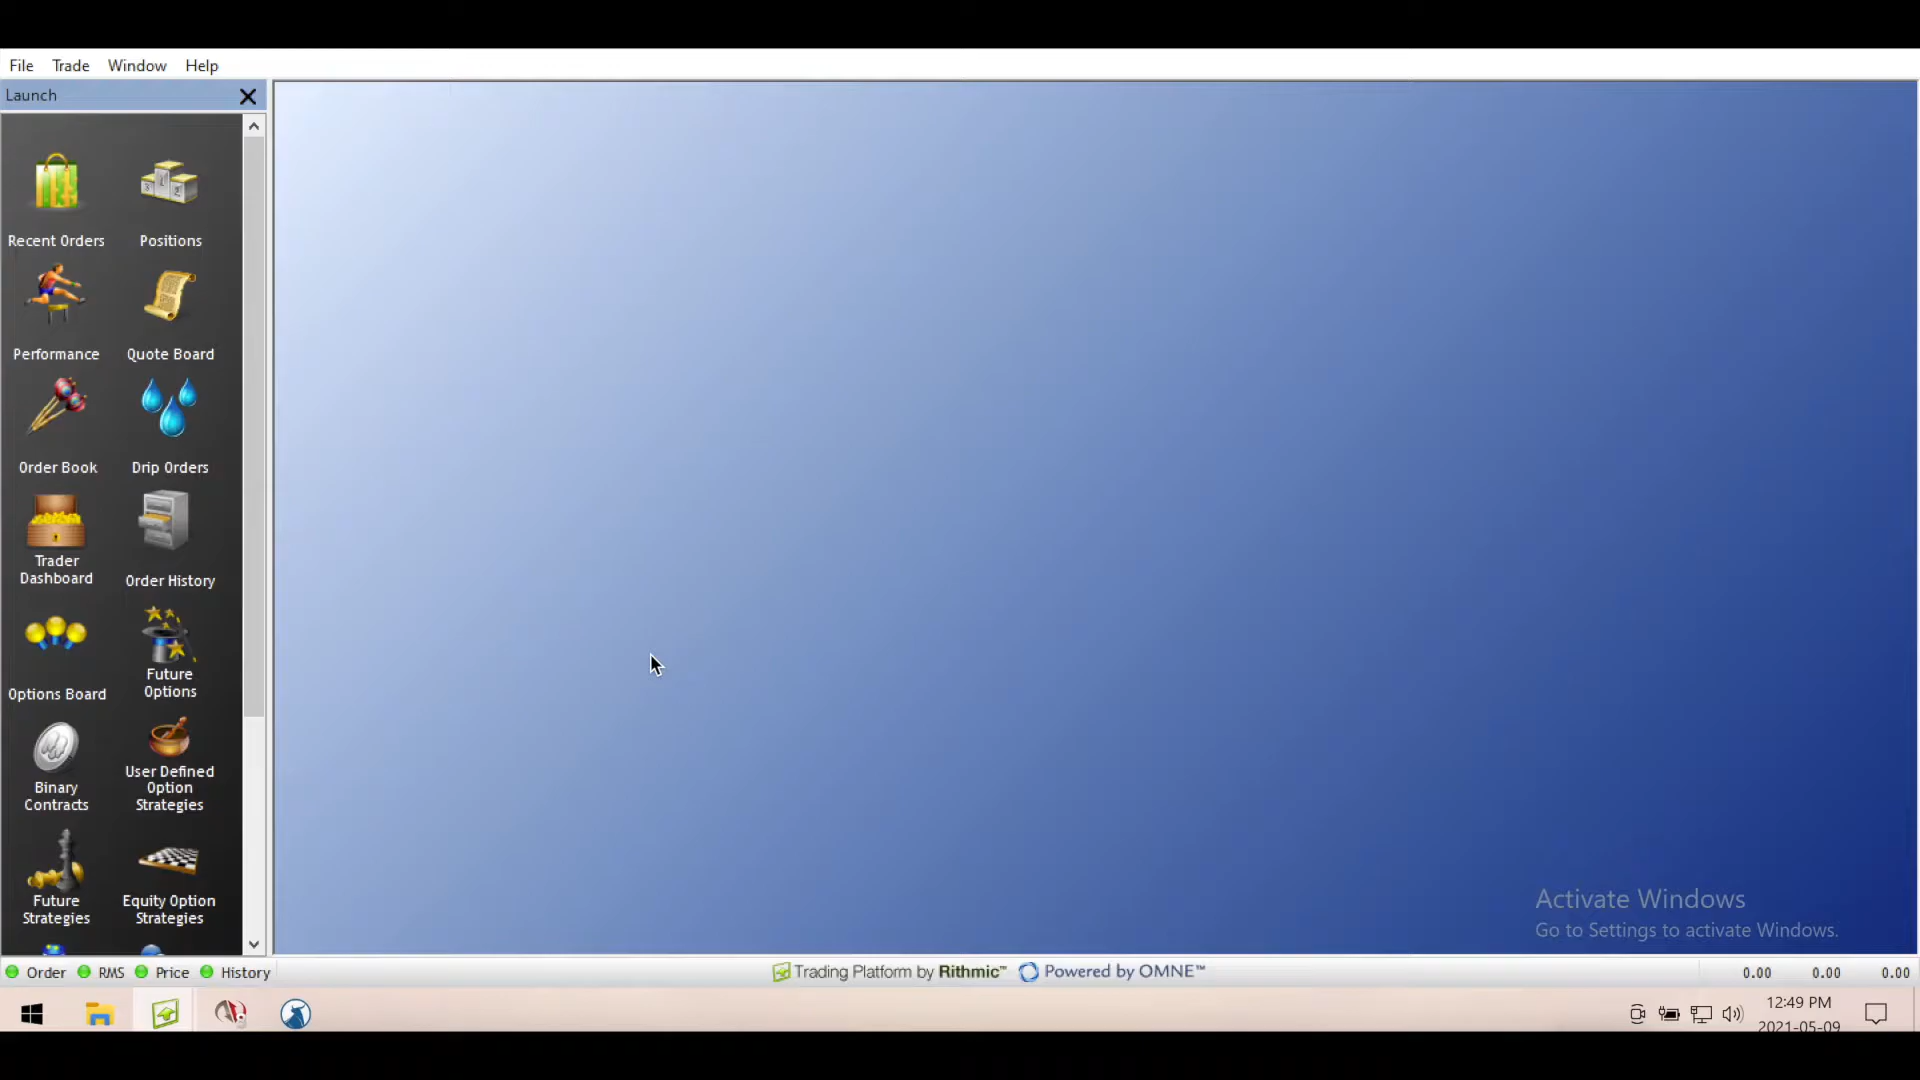 File Trade Window Help
Launch
Recent Orders Positions
Performance Quote Board
Order Book Drip Orders
Trader
Dashboard
Order History
Options Board
Future
Options
Binary
Contracts
User Defined
Option
Strategies
Future
Strategies
Equity Option
Strategies
Activate Windows
Go to Settings to activate Windows.
Order RMS Price History
Trading Platform by Rithmic™ Powered by OMNE™
0.00 0.00 0.00
12:49 PM
2021-05-09